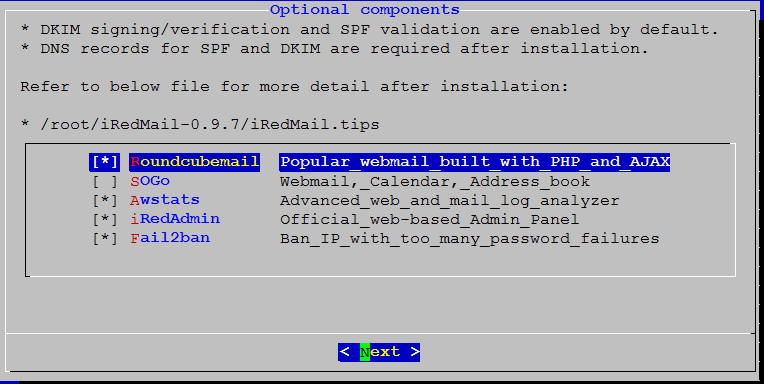 Optional components
* DKIM signing/verification and SPF validation are enabled by default.
* DNS records for SPF and DKIM are required after installation.
Refer to below file for more detail after installation:
* /root/iRedMail-0.9.7/iRedMail.tips
[*] Roundcubemail Popular_webmail_built_with_PHP_and_AJAX
[ ] SOGo Webmail,_Calendar,_Address_book
[*] Awstats Advanced_web_and_mail_log_analyzer
[*] iRedAdmin Official_web-based_Admin_Panel
[*] Fail2ban Ban_IP_with_too_many_password_failures
< Next >